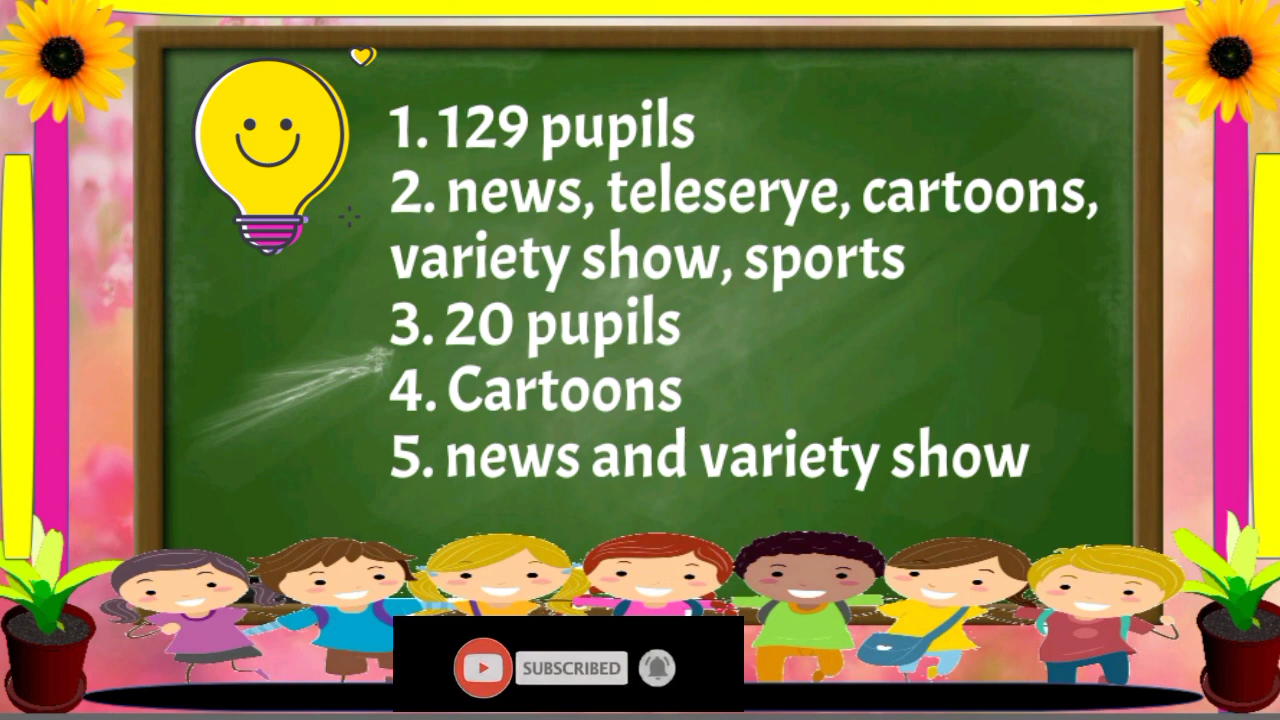 1. 129 pupils
2. news, teleserye, cartoons,
variety show, sports
3. 20 pupils
4. Cartoons
5. news and variety show
SUBSCRIBED